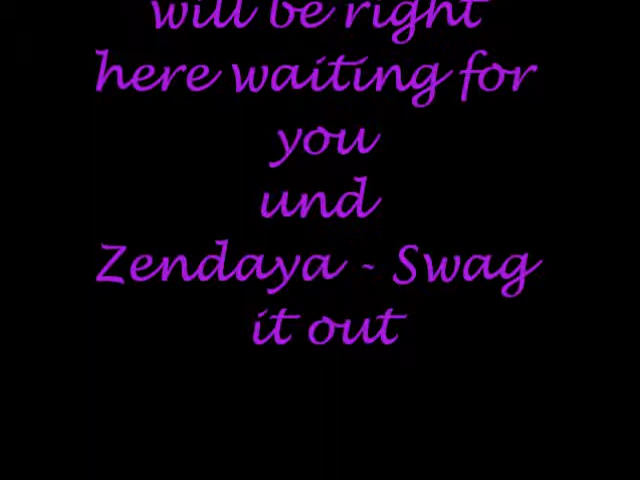 will be right
here waiting for
you
und
Zendaya - Swag
it out